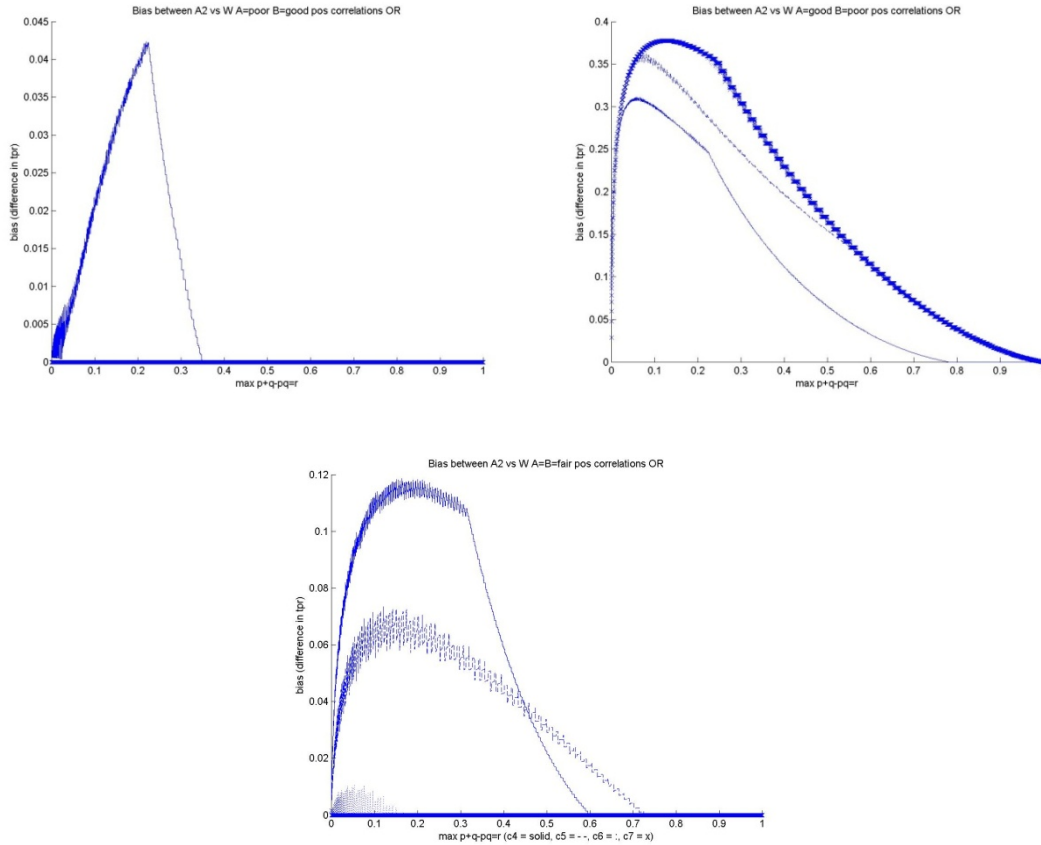 Bias between A2 vs W A=poor B=good pos correlations OR
0.045
0.04
0.035
0.03
0.025
0.02
0.015
0.01
0.005
0
bias (difference in tpr)
0 0.1 0.2 0.3 0.4 0.5 0.6 0.7 0.8 0.9 1
max p+q-pq=r
Bias between A2 vs W A=good B=poor pos correlations OR
0.4
0.35
0.3
0.25
0.2
0.15
0.1
0.05
0
bias (difference in tpr)
0 0.1 0.2 0.3 0.4 0.5 0.6 0.7 0.8 0.9
max p+q-pq=r
Bias between A2 vs W A=B=fair pos correlations OR
0.12
0.1
0.08
0.06
0.04
0.02
0
bias (difference in tpr)
0 0.1 0.2 0.3 0.4 0.5 0.6 0.7 0.8 0.9 1
max p+q-pq=r (c4 = solid, c5 = - -, c6 = :, c7 = x)